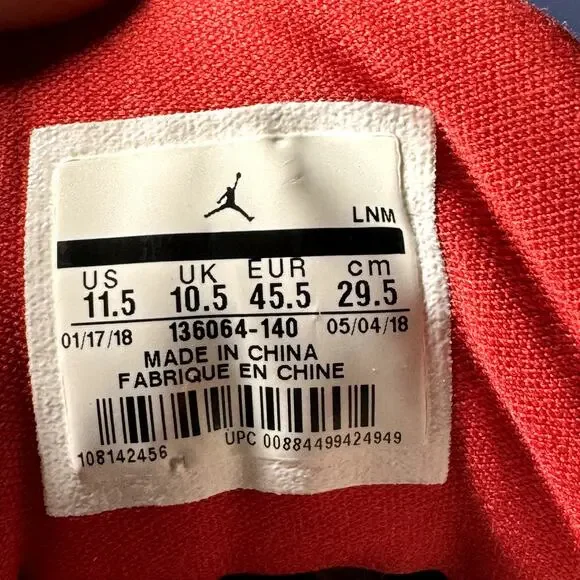 LNM
US UK EUR cm
11.5 10.5 45.5 29.5
01/17/18 136064-140 05/04/18
MADE IN CHINA
FABRIQUE EN CHINE
108142456 UPC 00884499424949